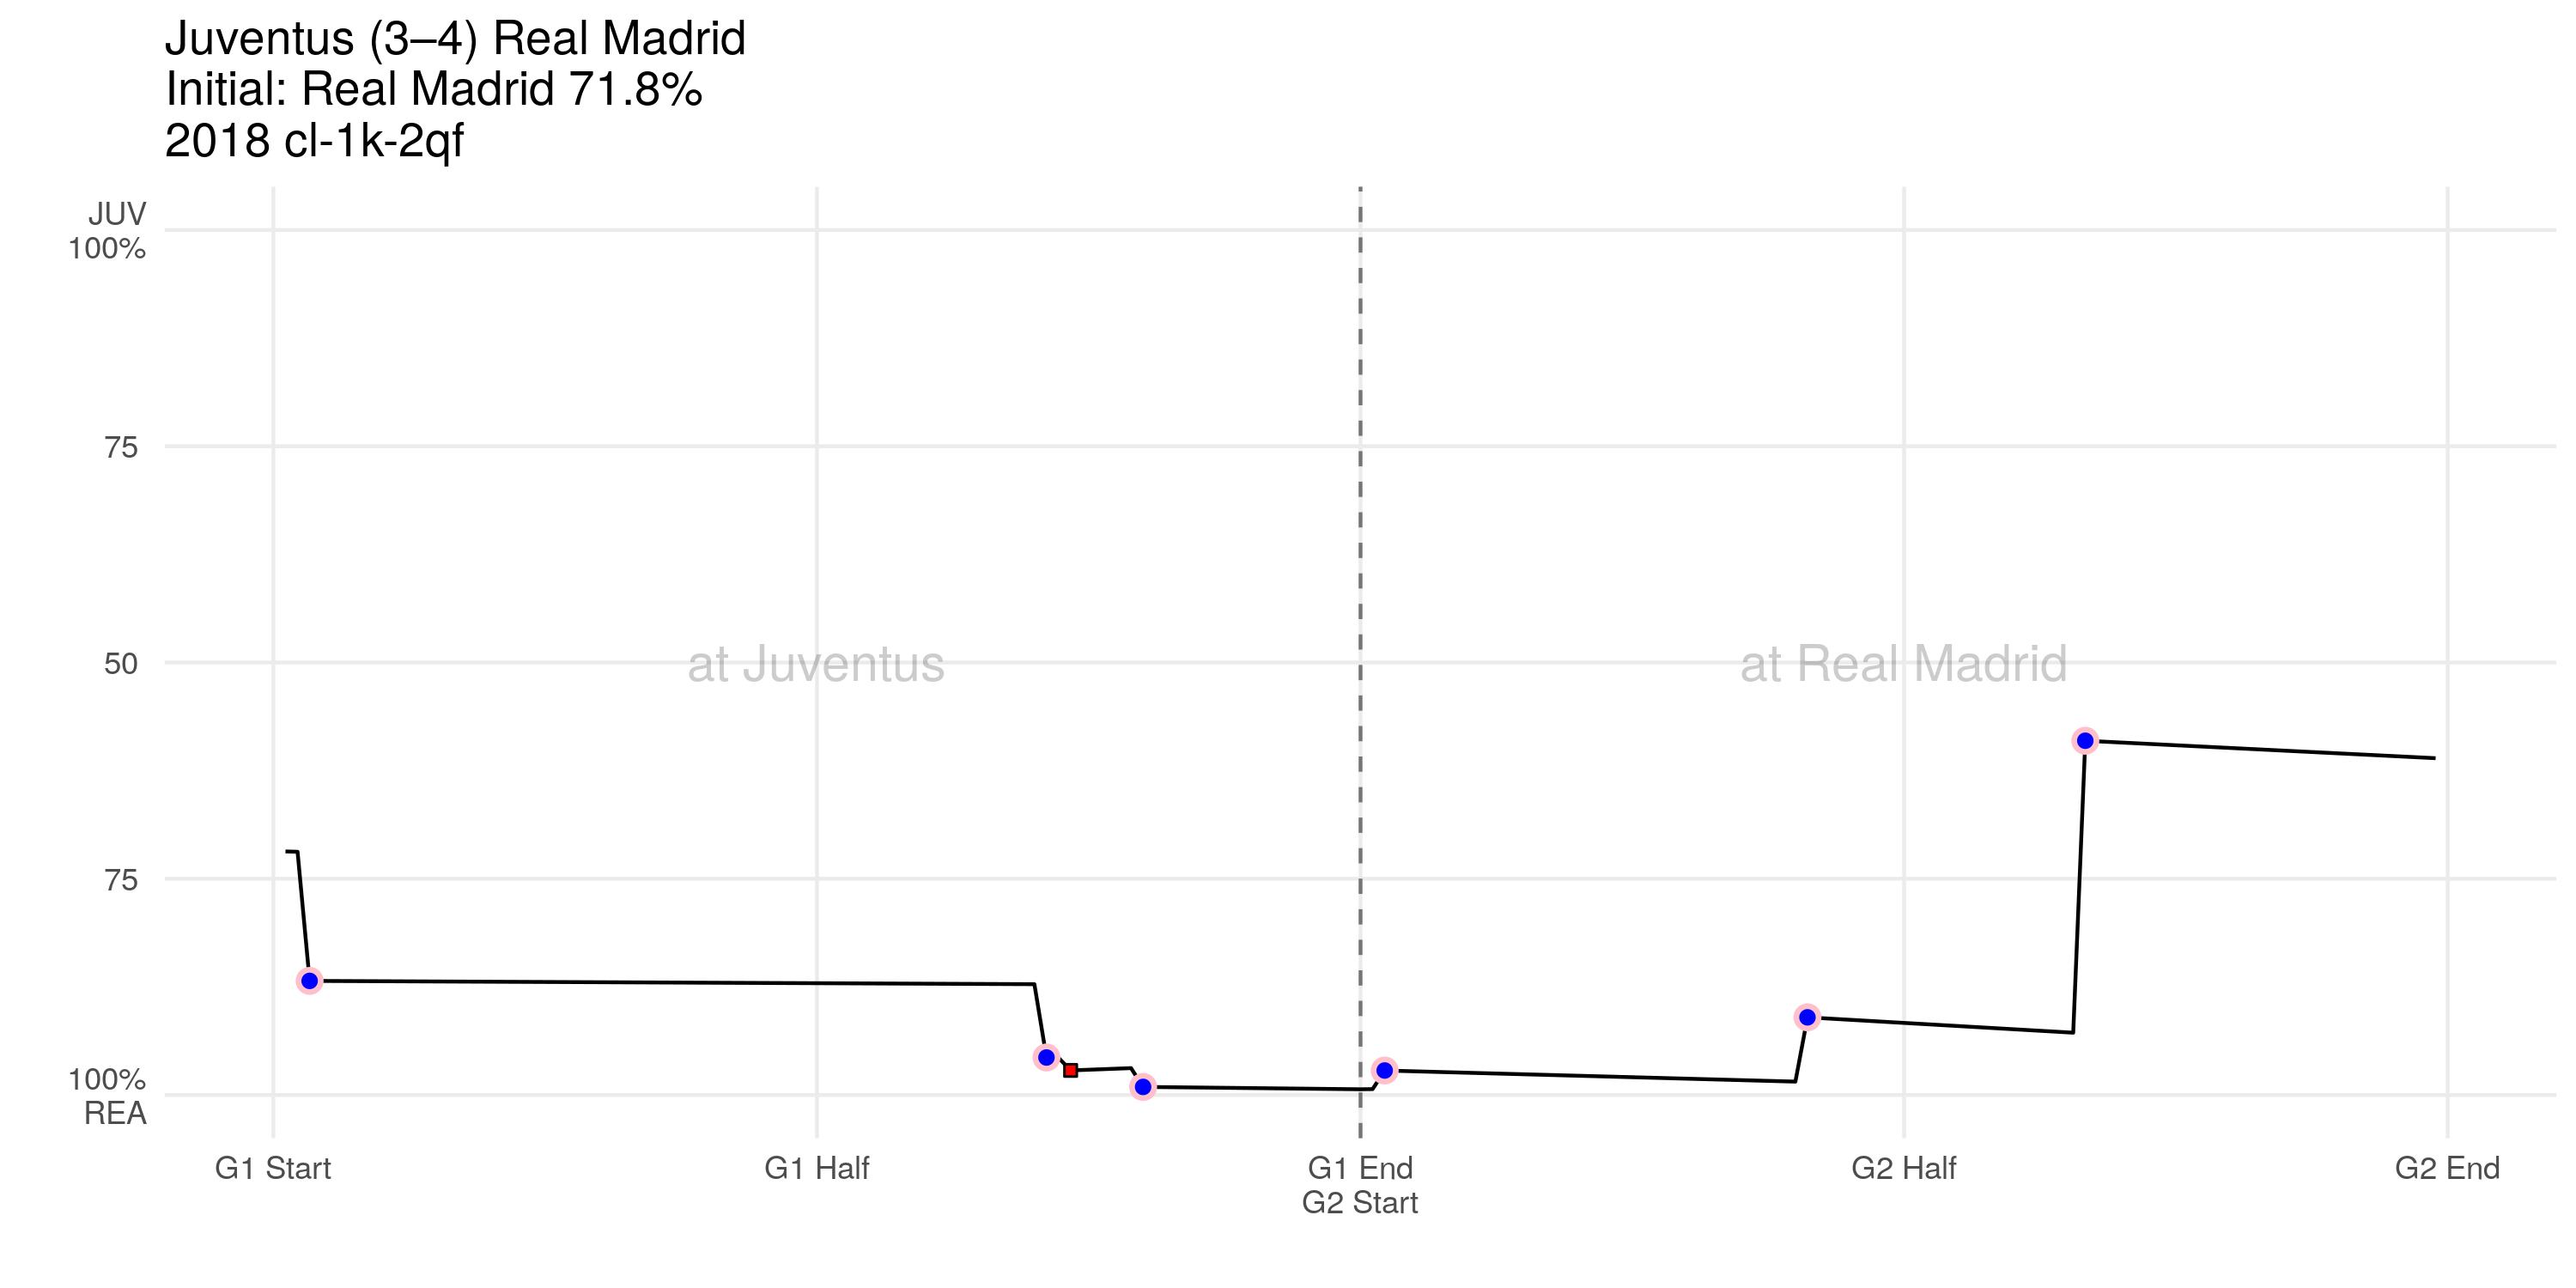 Juventus (3–4) Real Madrid
Initial: Real Madrid 71.8%
2018 cl-1k-2qf
JUV
100%
75
50
at Juventus
at Real Madrid
75
100%
REA
G1 Start
G1 Half
G1 End
G2 Start
G2 Half
G2 End